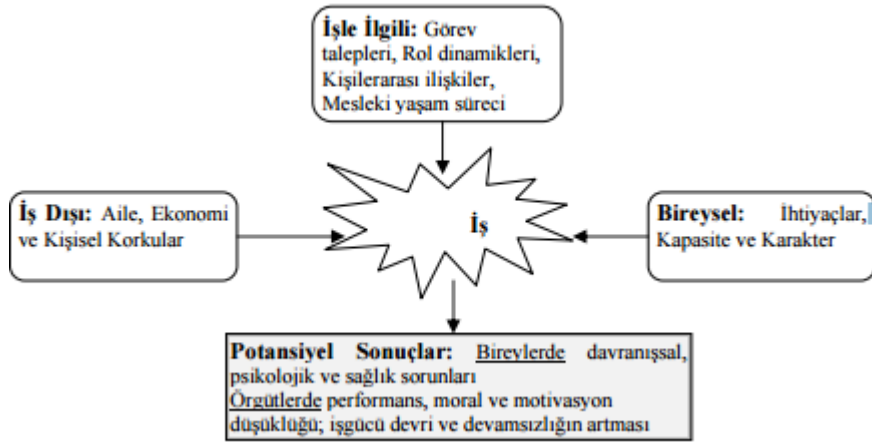 İşle İlgili: Görev
talepleri, Rol dinamikleri,
Kişilerarası ilişkiler,
Mesleki yaşam süreci
İş Dışı: Aile, Ekonomi
ve Kişisel Korkular
İş
Bireysel: İhtiyaçlar,
Kapasite ve Karakter
Potansiyel Sonuçlar: Bireylerde davranışsal,
psikolojik ve sağlık sorunları
Örgütlerde performans, moral ve motivasyon
düşüklüğü; işgücü devri ve devamsızlığın artması